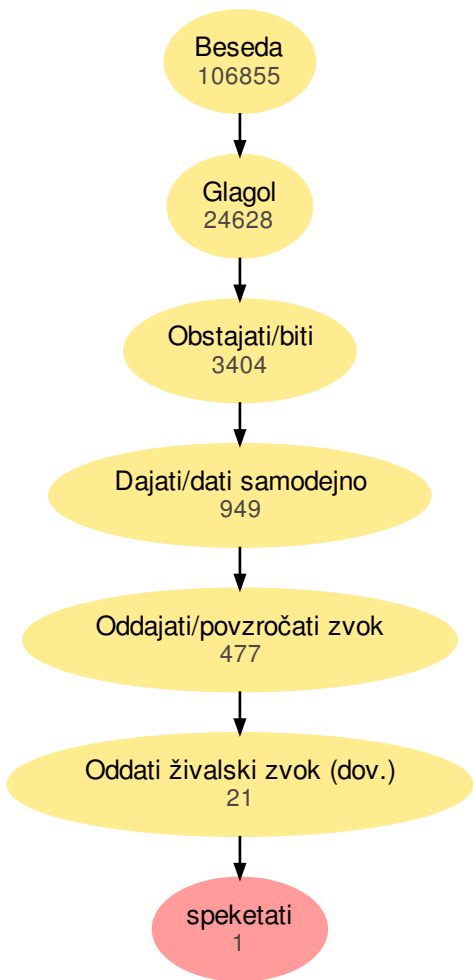 Beseda
106855
Glagol
24628
Obstajati/biti
3404
Dajati/dati samodejno
949
Oddajati/povzročati zvok
477
Oddati živalski zvok (dov.)
21
speketati
1